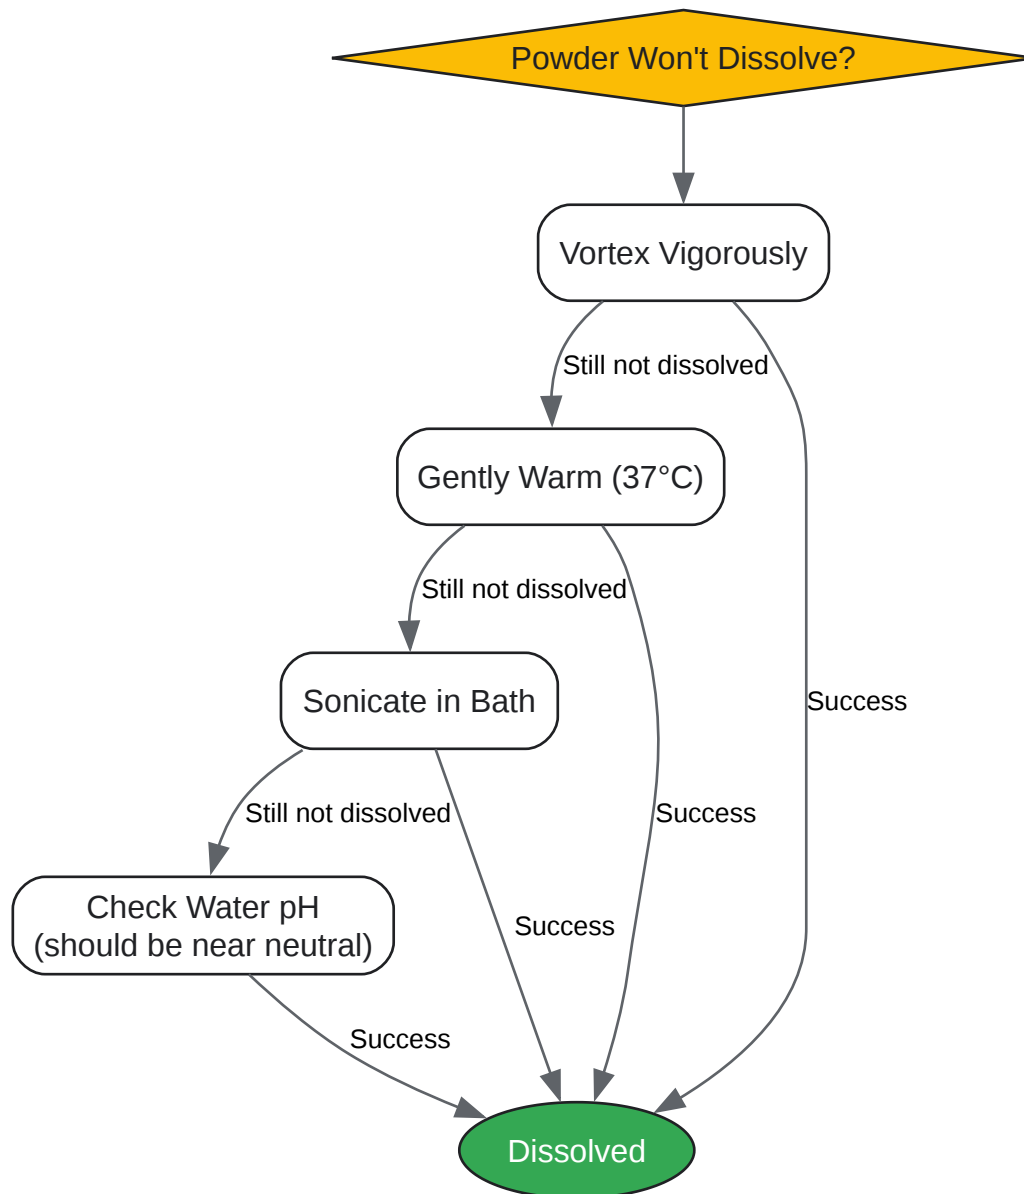 Powder Won't Dissolve?
Vortex Vigorously
Still not dissolved
Gently Warm (37°C)
Still not dissolved
Sonicate in Bath
Success
Still not dissolved
Success
Check Water pH
(should be near neutral)
Success
Success
Dissolved